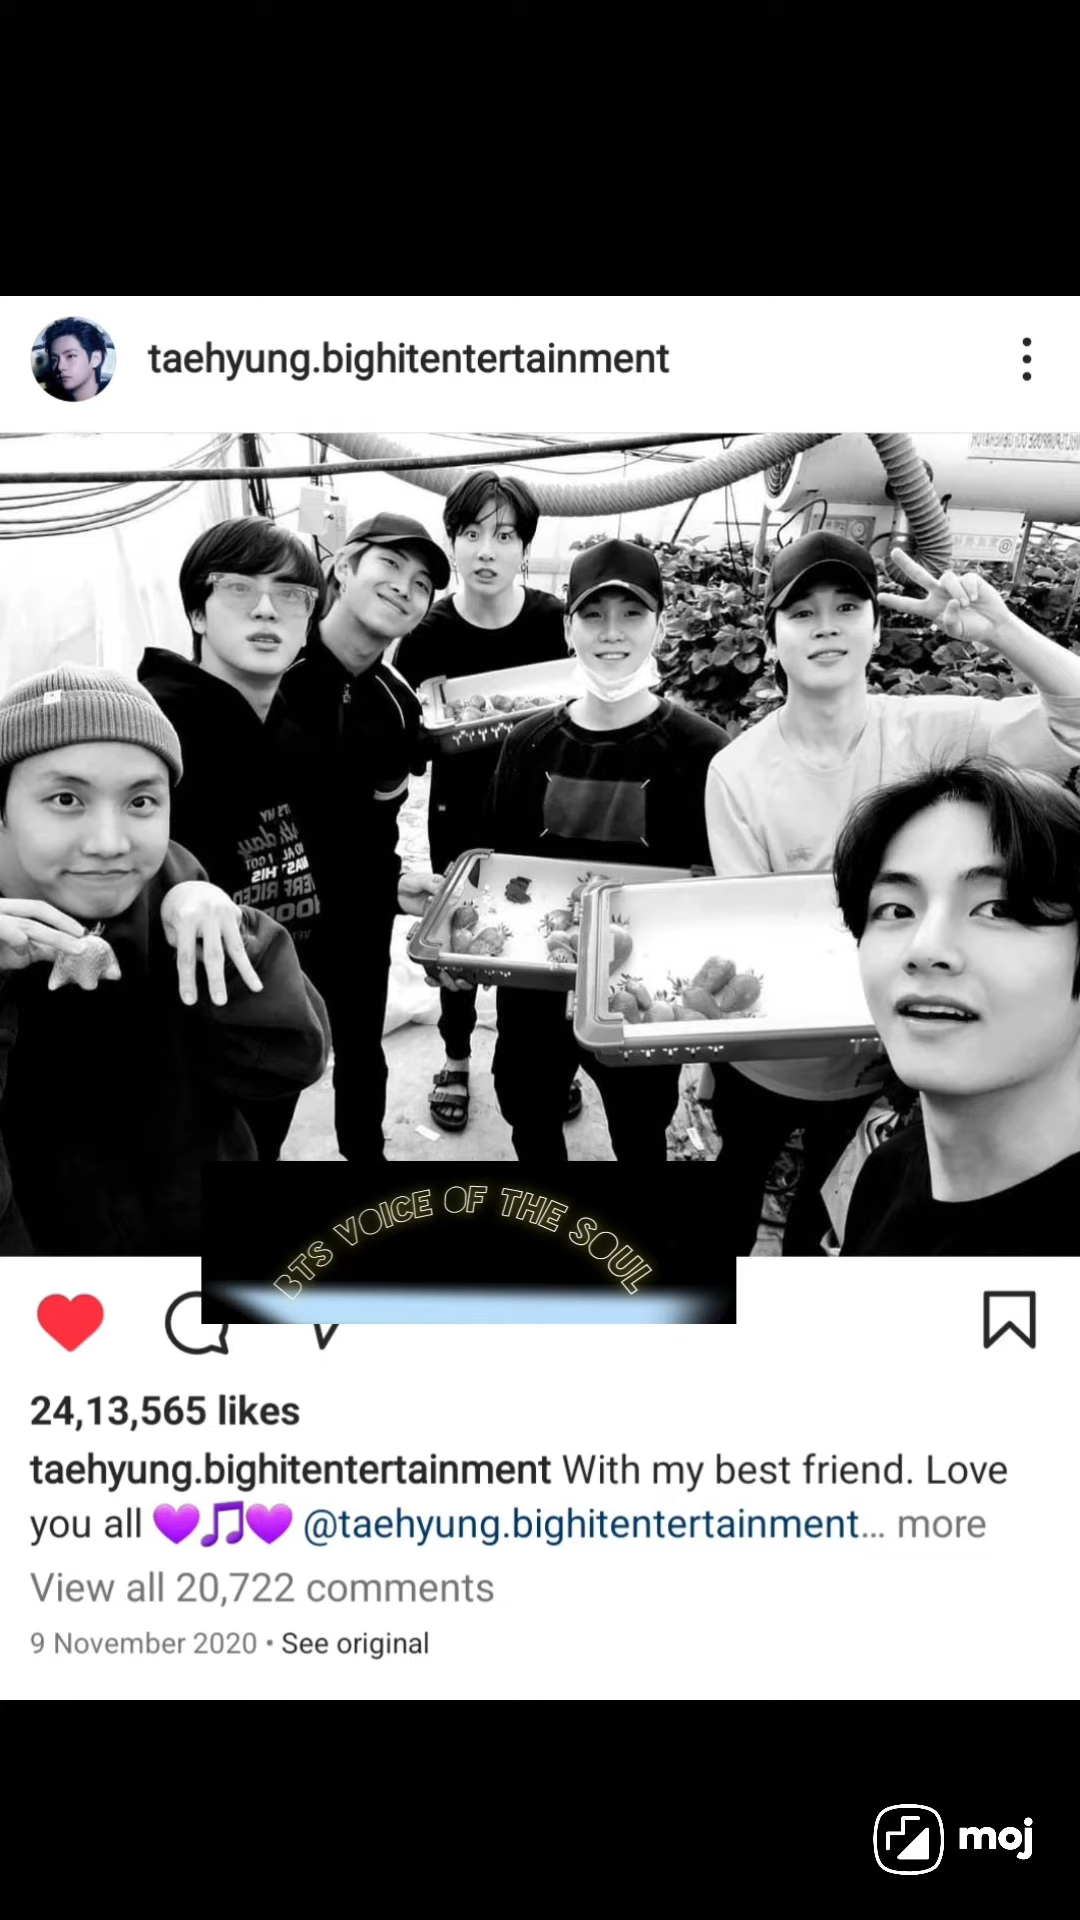 taehyung.bighitentertainment
BTS VOICE OF THE SOUL
24,13,565 likes
taehyung.bighitentertainment With my best friend. Love
you all 💜🎵💜 @taehyung.bighitentertainment... more
View all 20,722 comments
9 November 2020 • See original
moj